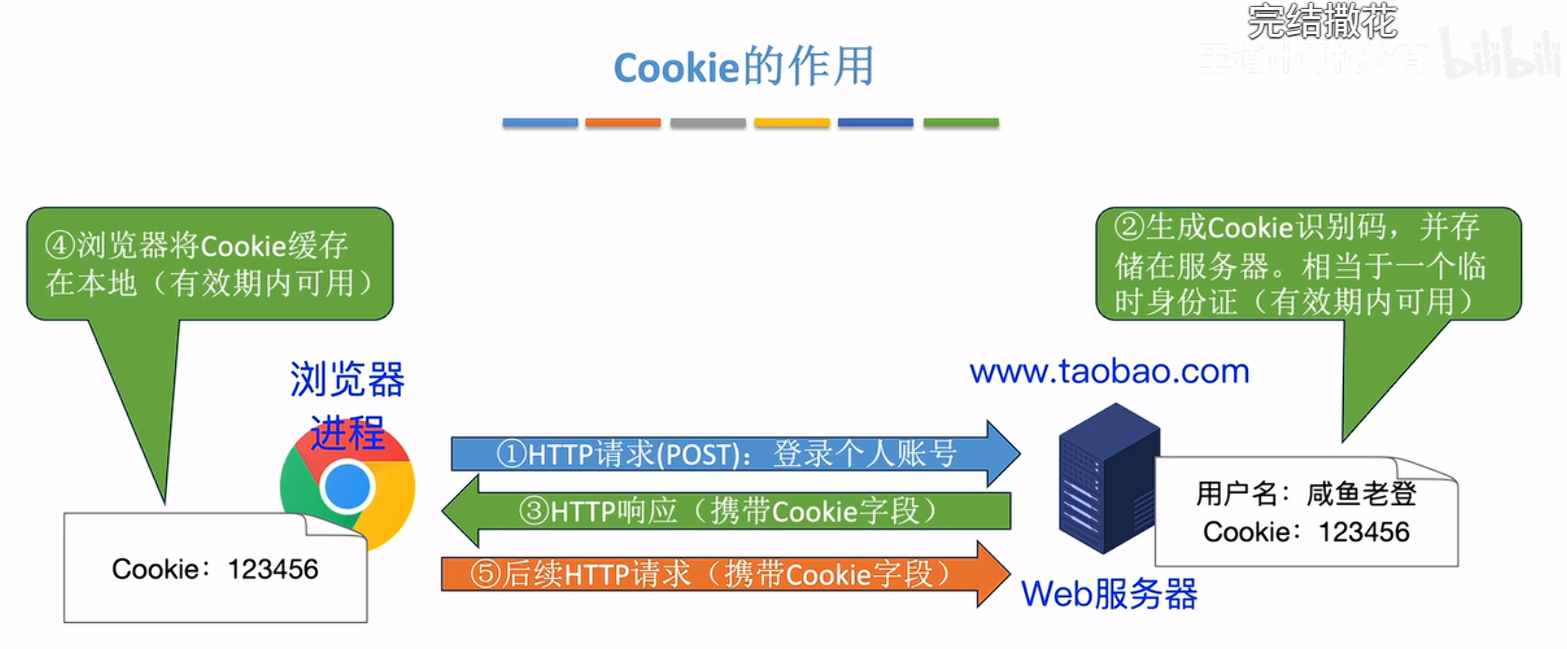 完结撒花
王道计算机教育
bilibili
Cookie的作用
④浏览器将Cookie缓存
在本地（有效期内可用）
②生成Cookie识别码，并存
储在服务器。相当于一个临
时身份证（有效期内可用）
浏览器
进程
www.taobao.com
①HTTP请求(POST)：登录个人账号
③HTTP响应（携带Cookie字段）
⑤后续HTTP请求（携带Cookie字段）
Cookie：123456
用户名：咸鱼老登
Cookie：123456
Web服务器